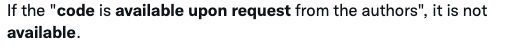 If the "code is available upon request from the authors", it is not
available.